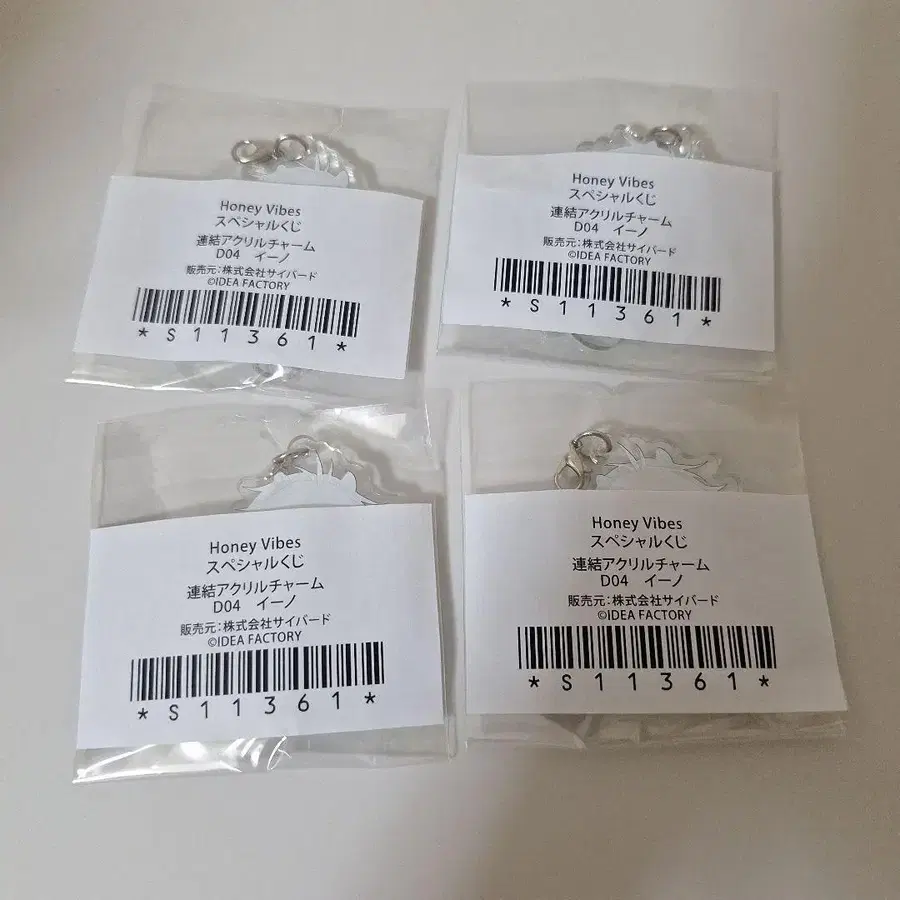 Honey Vibes
スペシャルくじ
連結アクリルチャーム
D04　イーノ
販売元：株式会社サイバード
©IDEA FACTORY
*S11361*
Honey Vibes
スペシャルくじ
連結アクリルチャーム
D04　イーノ
販売元：株式会社サイバード
©IDEA FACTORY
*S11361*
Honey Vibes
スペシャルくじ
連結アクリルチャーム
D04　イーノ
販売元：株式会社サイバード
©IDEA FACTORY
*S11361*
Honey Vibes
スペシャルくじ
連結アクリルチャーム
D04　イーノ
販売元：株式会社サイバード
©IDEA FACTORY
*S11361*